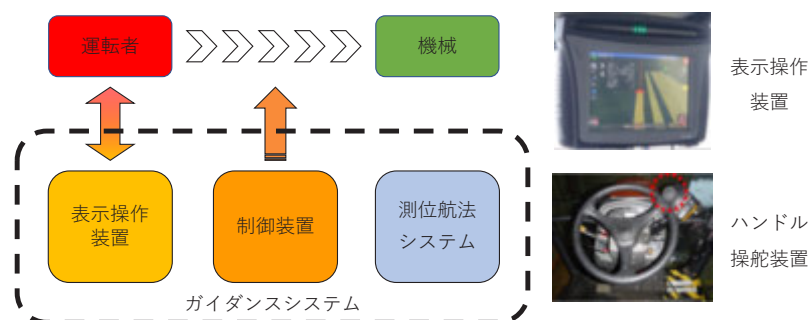 運転者
機械
表示操作
装置
表示操作
装置
制御装置
測位航法
システム
ガイダンスシステム
ハンドル
操舵装置